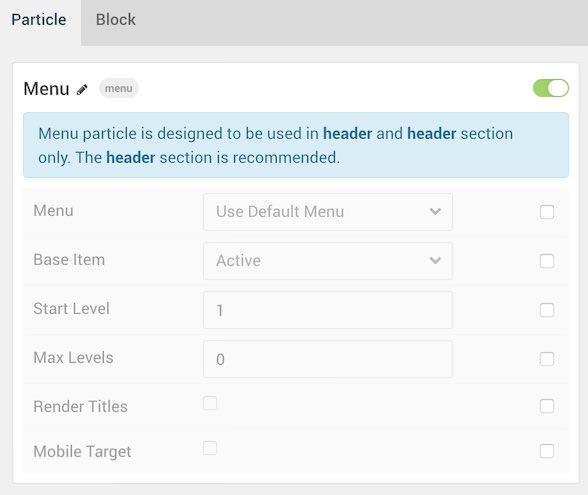 Particle
Block
Menu menu
Menu particle is designed to be used in header and header section
only. The header section is recommended.
Menu Use Default Menu
Base Item Active
Start Level 1
Max Levels 0
Render Titles
Mobile Target